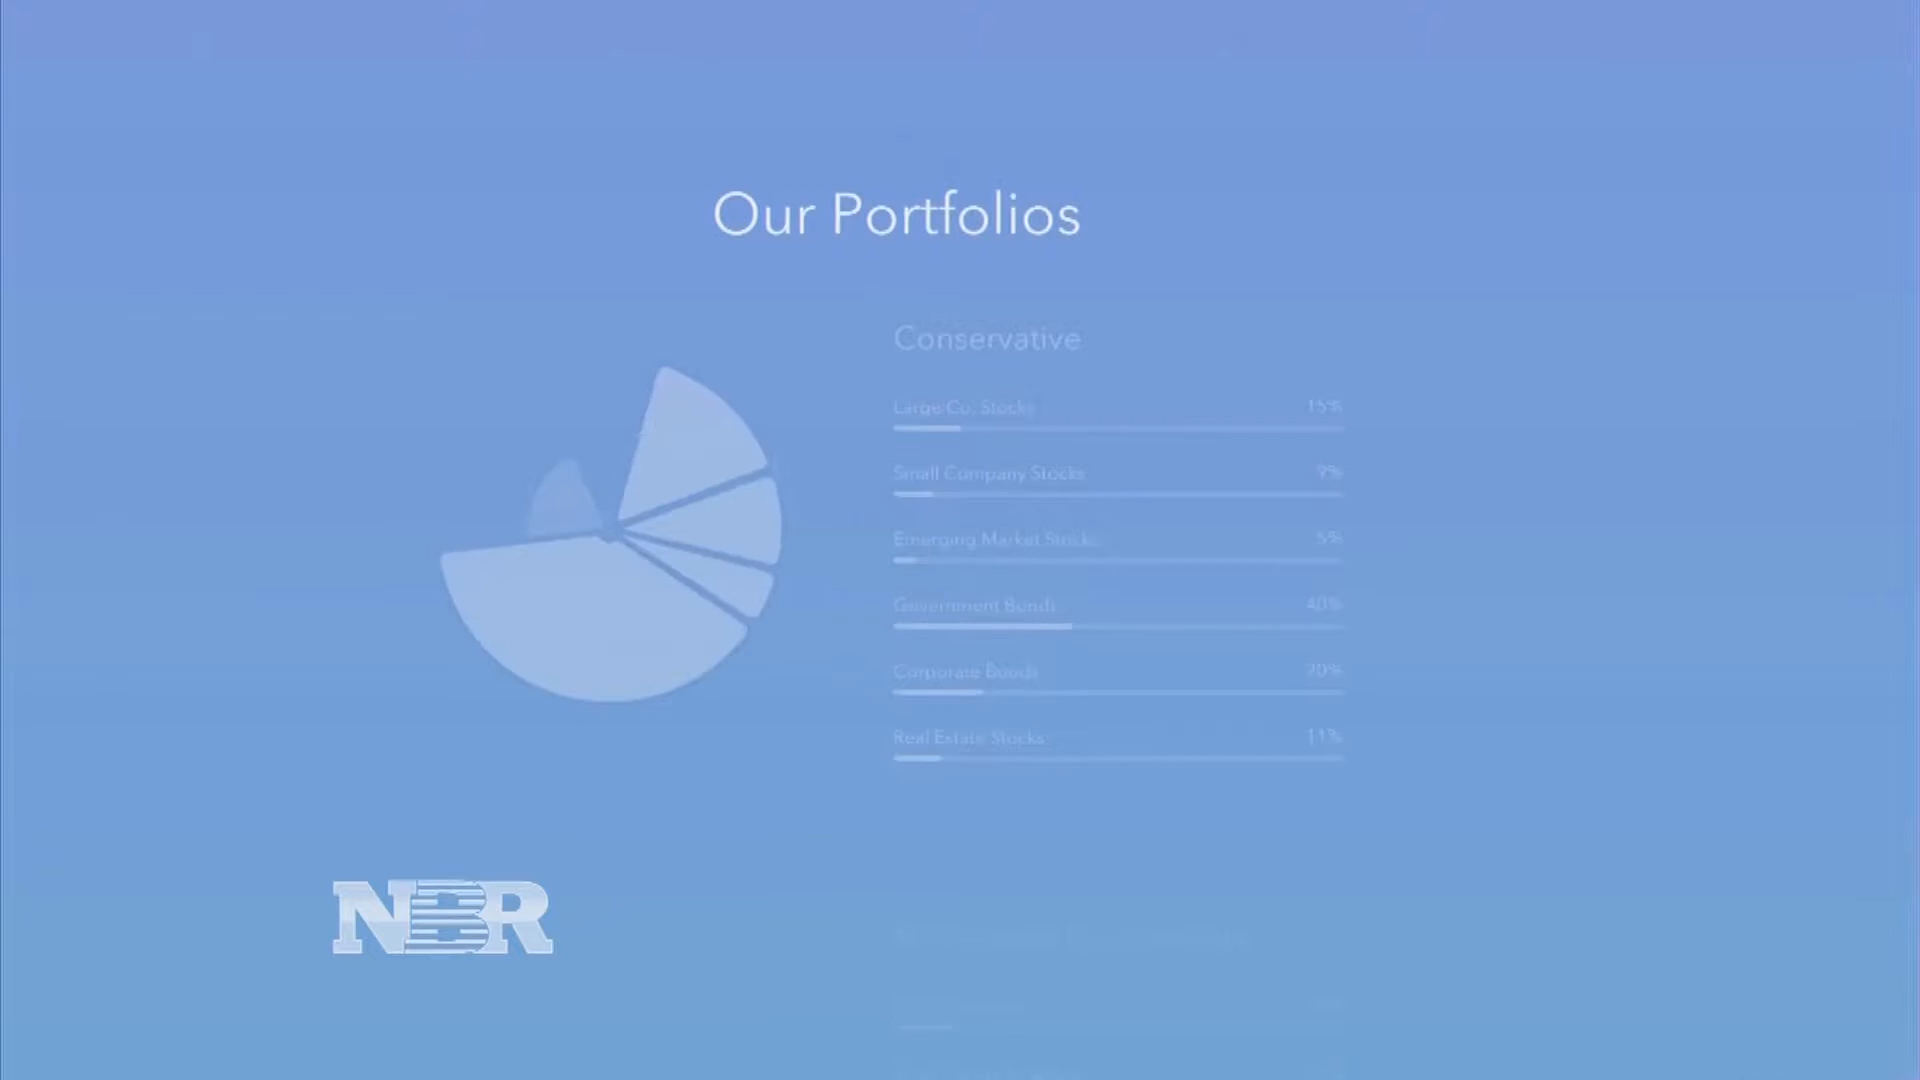 Our Portfolios
Conservative
Large Co. Stocks 15%
Small Company Stocks 9%
Emerging Market Stocks 5%
Government Bonds 40%
Corporate Bonds 20%
Real Estate Stocks 11%
NBR